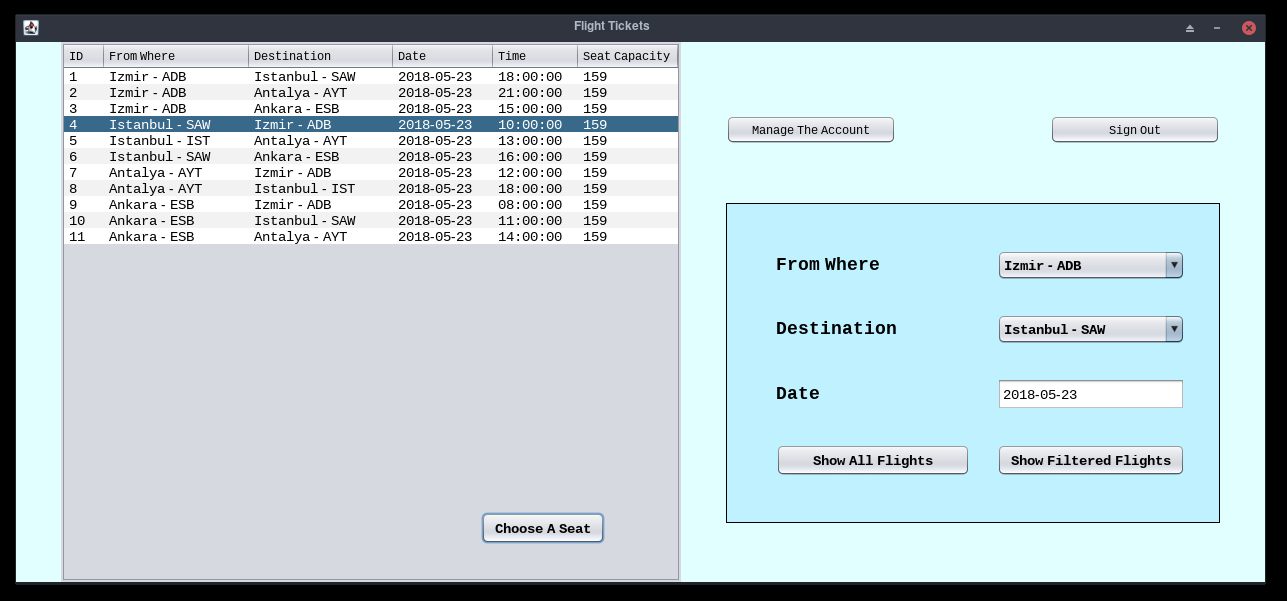 Flight Tickets
ID From Where Destination Date Time Seat Capacity
1 Izmir - ADB Istanbul - SAW 2018-05-23 18:00:00 159
2 Izmir - ADB Antalya - AYT 2018-05-23 21:00:00 159
3 Izmir - ADB Ankara - ESB 2018-05-23 15:00:00 159
4 Istanbul - SAW Izmir - ADB 2018-05-23 10:00:00 159
5 Istanbul - IST Antalya - AYT 2018-05-23 13:00:00 159
6 Istanbul - SAW Ankara - ESB 2018-05-23 16:00:00 159
7 Antalya - AYT Izmir - ADB 2018-05-23 12:00:00 159
8 Antalya - AYT Istanbul - IST 2018-05-23 18:00:00 159
9 Ankara - ESB Izmir - ADB 2018-05-23 08:00:00 159
10 Ankara - ESB Istanbul - SAW 2018-05-23 11:00:00 159
11 Ankara - ESB Antalya - AYT 2018-05-23 14:00:00 159
Choose A Seat
Manage The Account Sign Out
From Where Izmir - ADB
Destination Istanbul - SAW
Date 2018-05-23
Show All Flights Show Filtered Flights